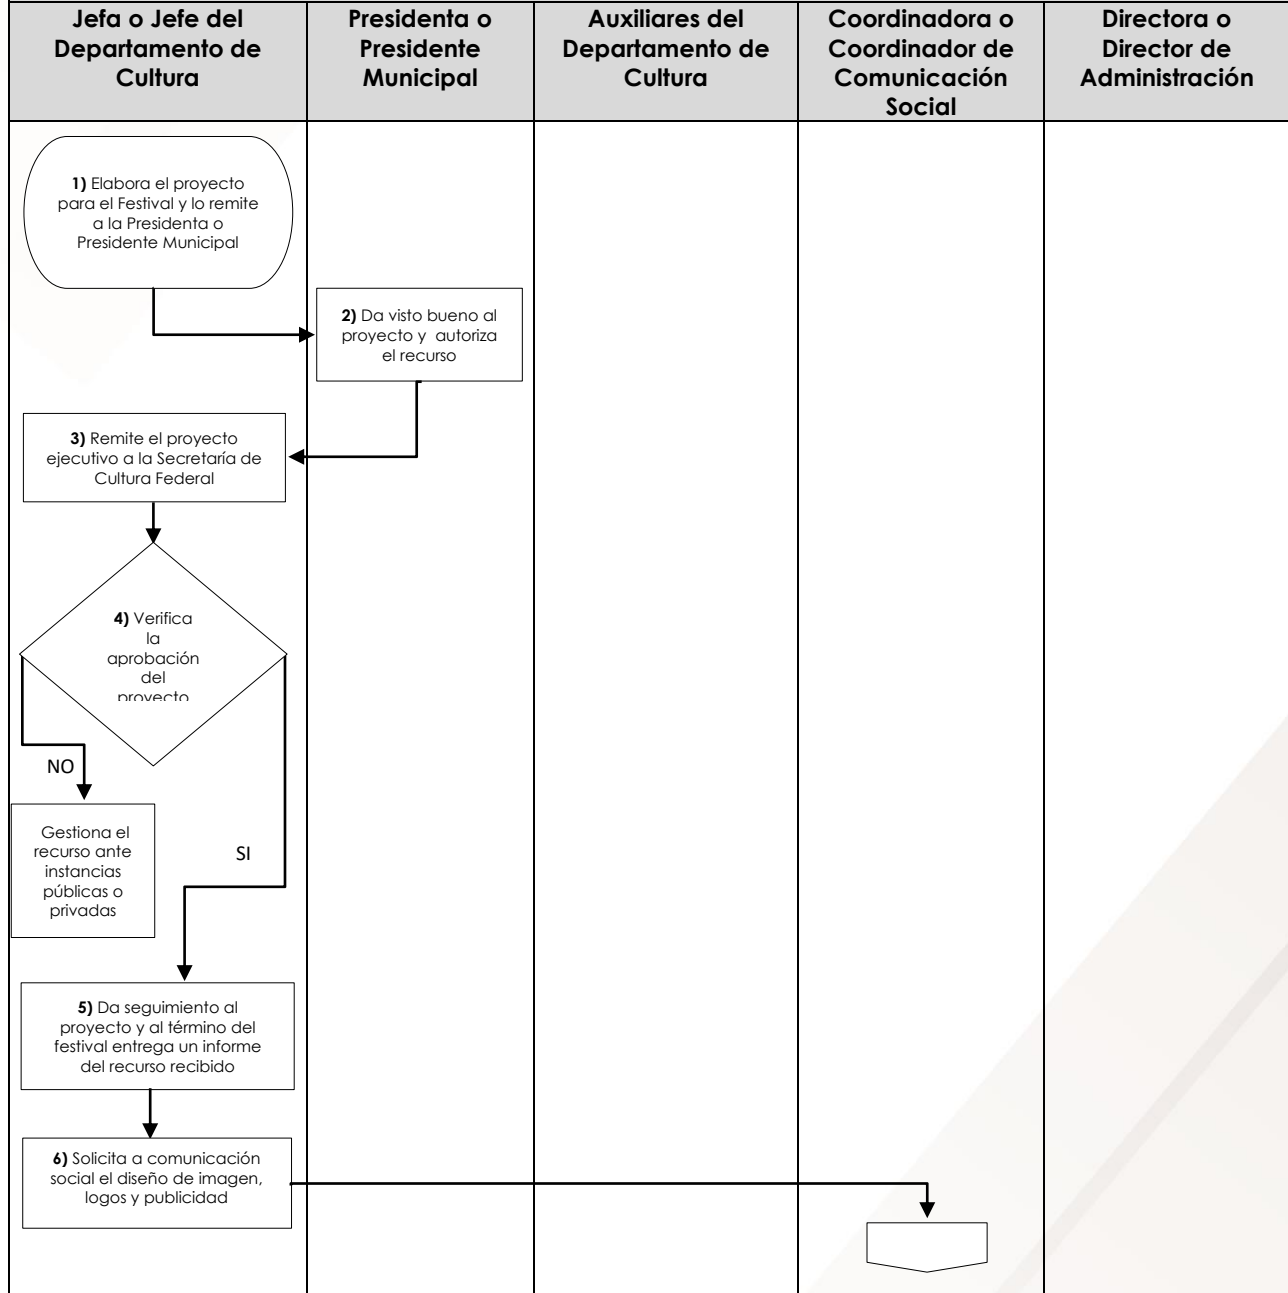 Jefa o Jefe del
Departamento de
Cultura
Presidenta o
Presidente
Municipal
Auxiliares del
Departamento de
Cultura
Coordinadora o
Coordinador de
Comunicación
Social
Directora o
Director de
Administración
1) Elabora el proyecto
para el Festival y lo remite
a la Presidenta o
Presidente Municipal
2) Da visto bueno al
proyecto y autoriza
el recurso
3) Remite el proyecto
ejecutivo a la Secretaría de
Cultura Federal
4) Verifica
la
aprobación
del
proyecto
NO
Gestiona el
recurso ante
instancias
públicas o
privadas
SI
5) Da seguimiento al
proyecto y al término del
festival entrega un informe
del recurso recibido
6) Solicita a comunicación
social el diseño de imagen,
logos y publicidad